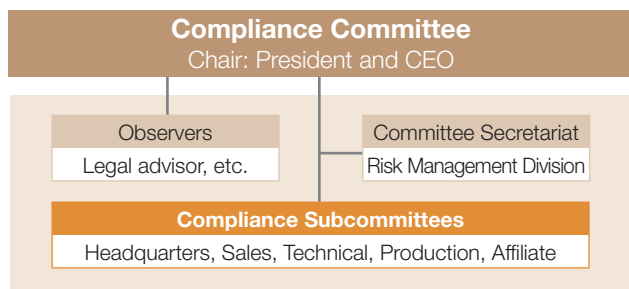 Compliance Committee
Chair: President and CEO
Observers
Legal advisor, etc.
Committee Secretariat
Risk Management Division
Compliance Subcommittees
Headquarters, Sales, Technical, Production, Affiliate